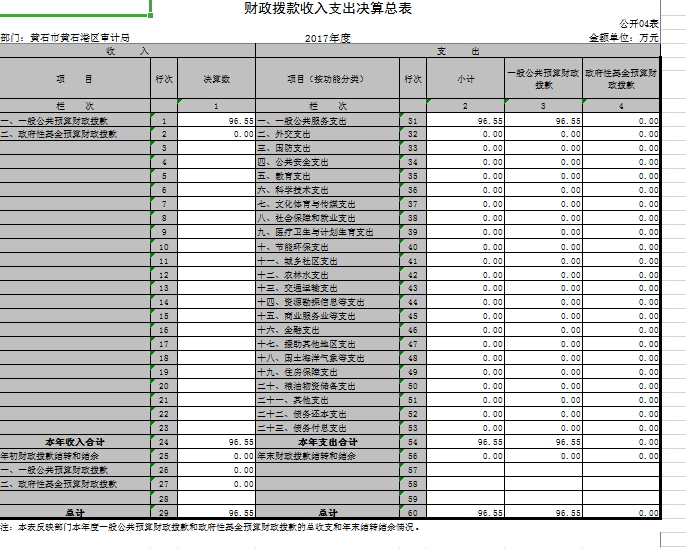 财政拨款收入支出决算总表
公开04表
部门：黄石市黄石港区审计局 2017年度 金额单位：万元
收 入 支 出
项 目 行次 决算数 项目（按功能分类） 行次 小计 一般公共预算财政拨款 政府性基金预算财政拨款
栏 次 1 栏 次 2 3 4
一、一般公共预算财政拨款 1 96.55 一、一般公共服务支出 31 96.55 96.55 0.00
二、政府性基金预算财政拨款 2 0.00 二、外交支出 32 0.00 0.00 0.00
3 三、国防支出 33 0.00 0.00 0.00
4 四、公共安全支出 34 0.00 0.00 0.00
5 五、教育支出 35 0.00 0.00 0.00
6 六、科学技术支出 36 0.00 0.00 0.00
7 七、文化体育与传媒支出 37 0.00 0.00 0.00
8 八、社会保障和就业支出 38 0.00 0.00 0.00
9 九、医疗卫生与计划生育支出 39 0.00 0.00 0.00
10 十、节能环保支出 40 0.00 0.00 0.00
11 十一、城乡社区支出 41 0.00 0.00 0.00
12 十二、农林水支出 42 0.00 0.00 0.00
13 十三、交通运输支出 43 0.00 0.00 0.00
14 十四、资源勘探信息等支出 44 0.00 0.00 0.00
15 十五、商业服务业等支出 45 0.00 0.00 0.00
16 十六、金融支出 46 0.00 0.00 0.00
17 十七、援助其他地区支出 47 0.00 0.00 0.00
18 十八、国土海洋气象等支出 48 0.00 0.00 0.00
19 十九、住房保障支出 49 0.00 0.00 0.00
20 二十、粮油物资储备支出 50 0.00 0.00 0.00
21 二十一、其他支出 51 0.00 0.00 0.00
22 二十二、债务还本支出 52 0.00 0.00 0.00
23 二十三、债务付息支出 53 0.00 0.00 0.00
本年收入合计 24 96.55 本年支出合计 54 96.55 96.55 0.00
年初财政拨款结转和结余 25 0.00 年末财政拨款结转和结余 56 0.00 0.00 0.00
一、一般公共预算财政拨款 26 0.00 57
二、政府性基金预算财政拨款 27 0.00 58
28 59
总计 29 96.55 总计 60 96.55 96.55 0.00
注：本表反映部门本年度一般公共预算财政拨款和政府性基金预算财政拨款的总收支和年末结转结余情况。